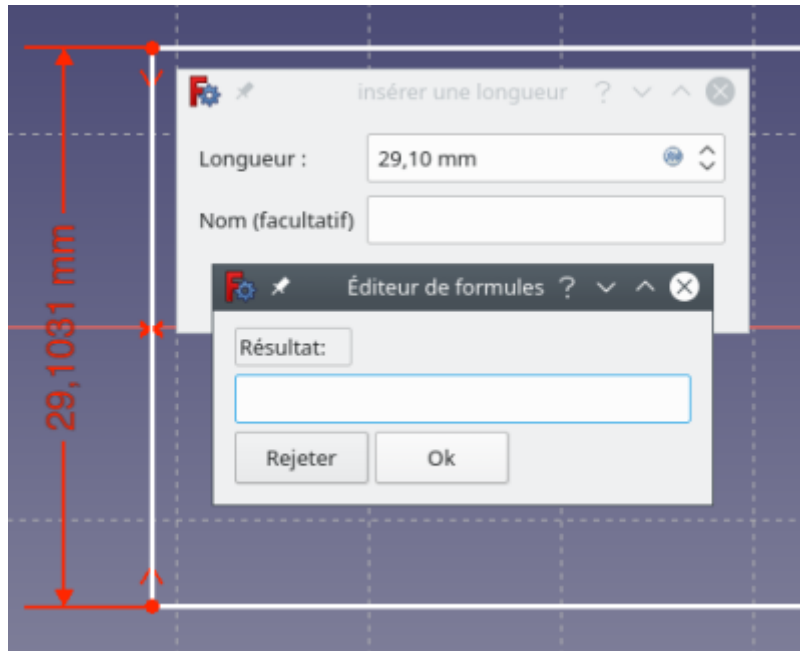 insérer une longueur
Longueur :
29,10 mm
Nom (facultatif)
Éditeur de formules
Résultat:
Rejeter
Ok
29,1031 mm